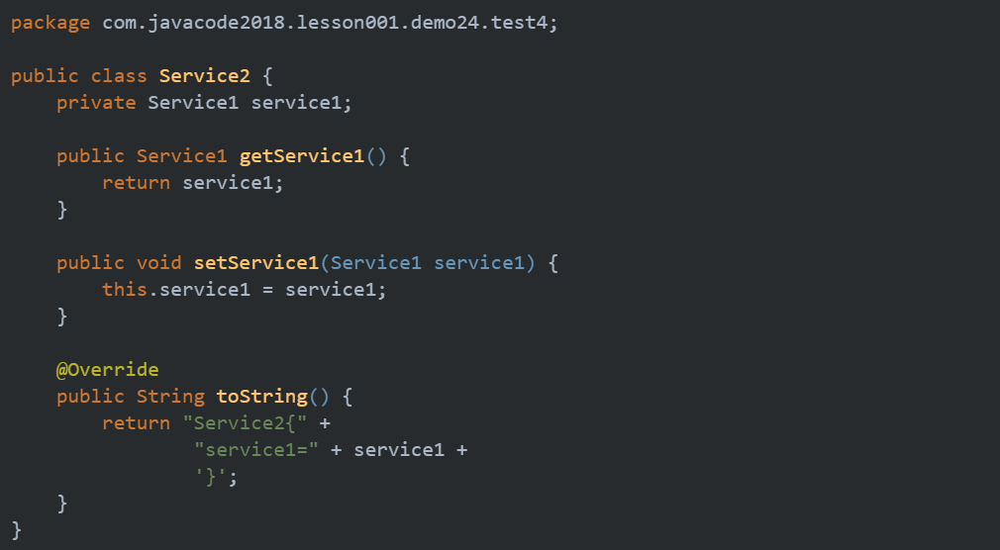 package com.javacode2018.lesson001.demo24.test4;

public class Service2 {
    private Service1 service1;

    public Service1 getService1() {
        return service1;
    }

    public void setService1(Service1 service1) {
        this.service1 = service1;
    }

    @Override
    public String toString() {
        return "Service2{" +
                "service1=" + service1 +
                '}';
    }
}